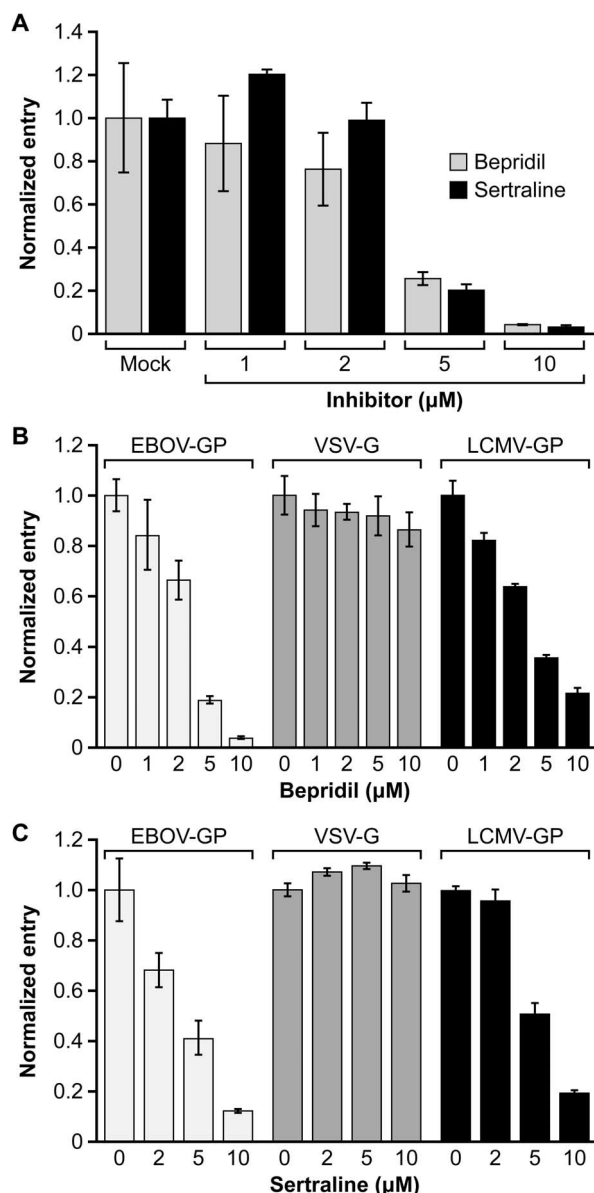 A
1.4
1.2
1.0
0.8
0.6
0.4
0.2
0
Normalized entry
Bepridil
Sertraline
Mock 1 2 5 10
Inhibitor (µM)
B
EBOV-GP VSV-G LCMV-GP
1.2
1.0
0.8
0.6
0.4
0.2
0
Normalized entry
0 1 2 5 10 0 1 2 5 10 0 1 2 5 10
Bepridil (µM)
C
EBOV-GP VSV-G LCMV-GP
1.2
1.0
0.8
0.6
0.4
0.2
0
Normalized entry
0 2 5 10 0 2 5 10 0 2 5 10
Sertraline (µM)